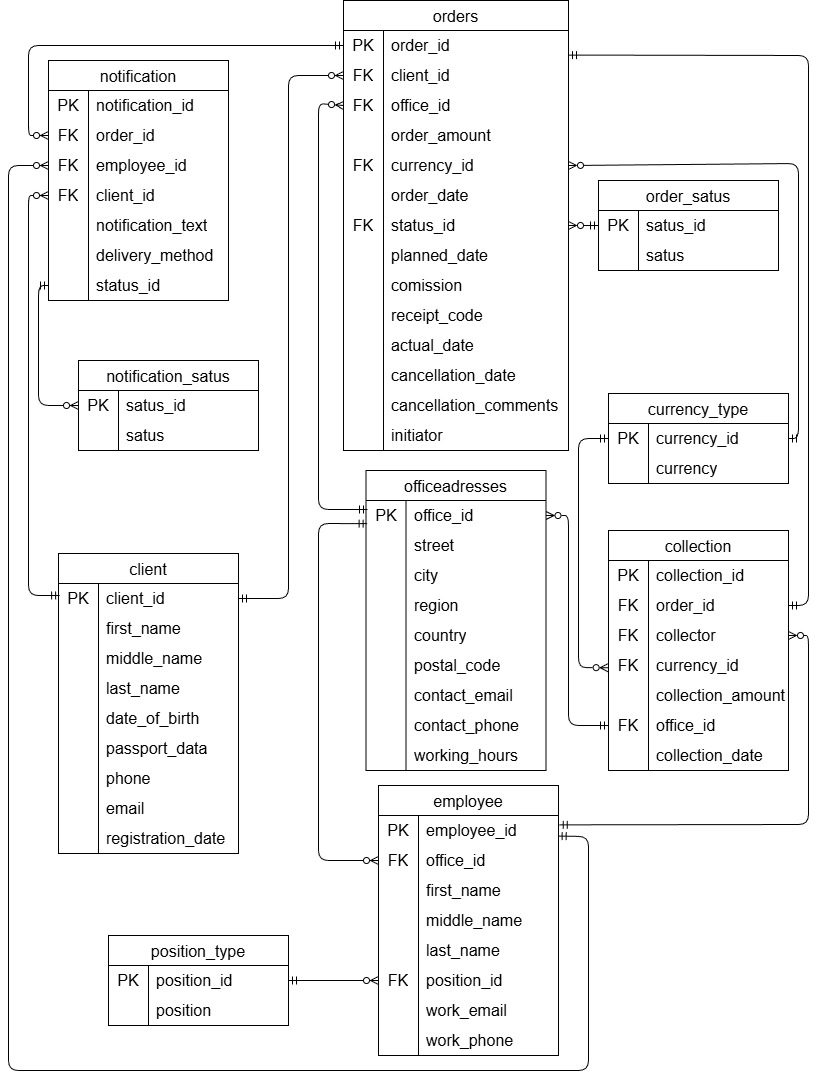 orders
PK order_id
FK client_id
FK office_id
order_amount
FK currency_id
order_date
FK status_id
planned_date
comission
receipt_code
actual_date
cancellation_date
cancellation_comments
initiator
notification
PK notification_id
FK order_id
FK employee_id
FK client_id
notification_text
delivery_method
status_id
order_satus
PK satus_id
satus
notification_satus
PK satus_id
satus
currency_type
PK currency_id
currency
officeadresses
PK office_id
street
city
region
country
postal_code
contact_email
contact_phone
working_hours
collection
PK collection_id
FK order_id
FK collector
FK currency_id
collection_amount
FK office_id
collection_date
client
PK client_id
first_name
middle_name
last_name
date_of_birth
passport_data
phone
email
registration_date
employee
PK employee_id
FK office_id
first_name
middle_name
last_name
FK position_id
work_email
work_phone
position_type
PK position_id
position